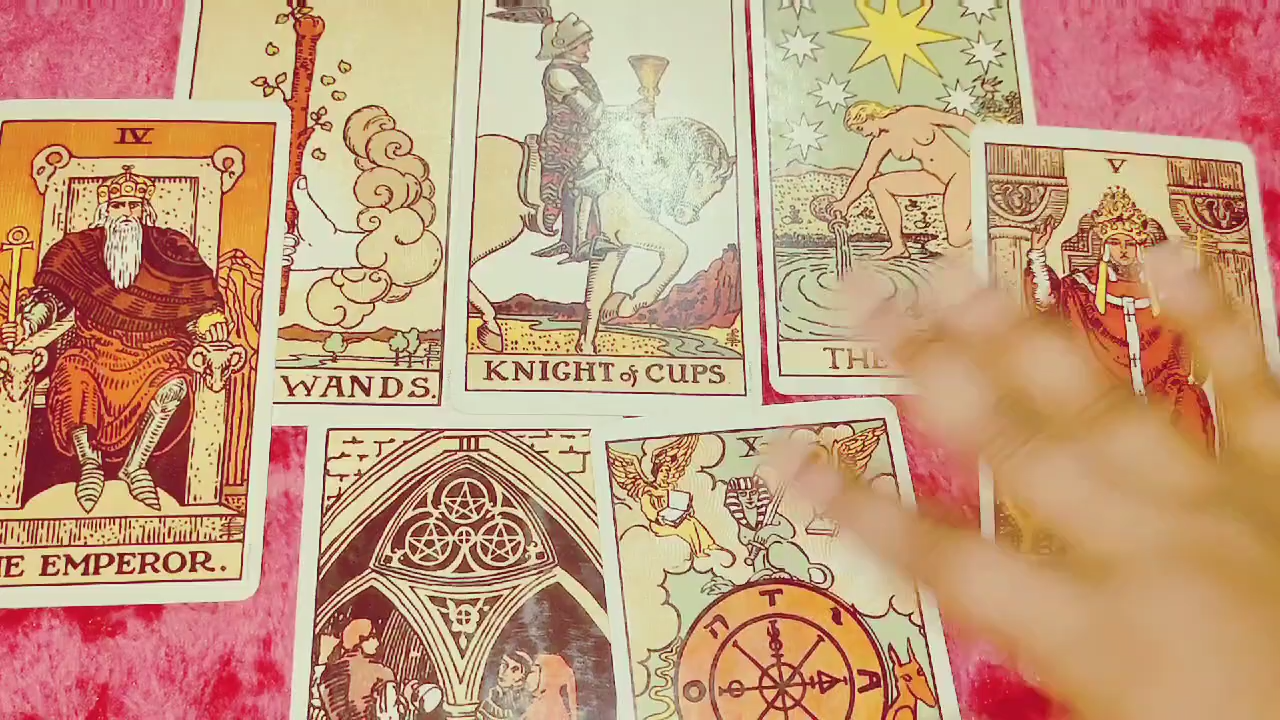 IV
V
WANDS.
KNIGHT of CUPS.
THE
E EMPEROR.
III
X
T
A
O